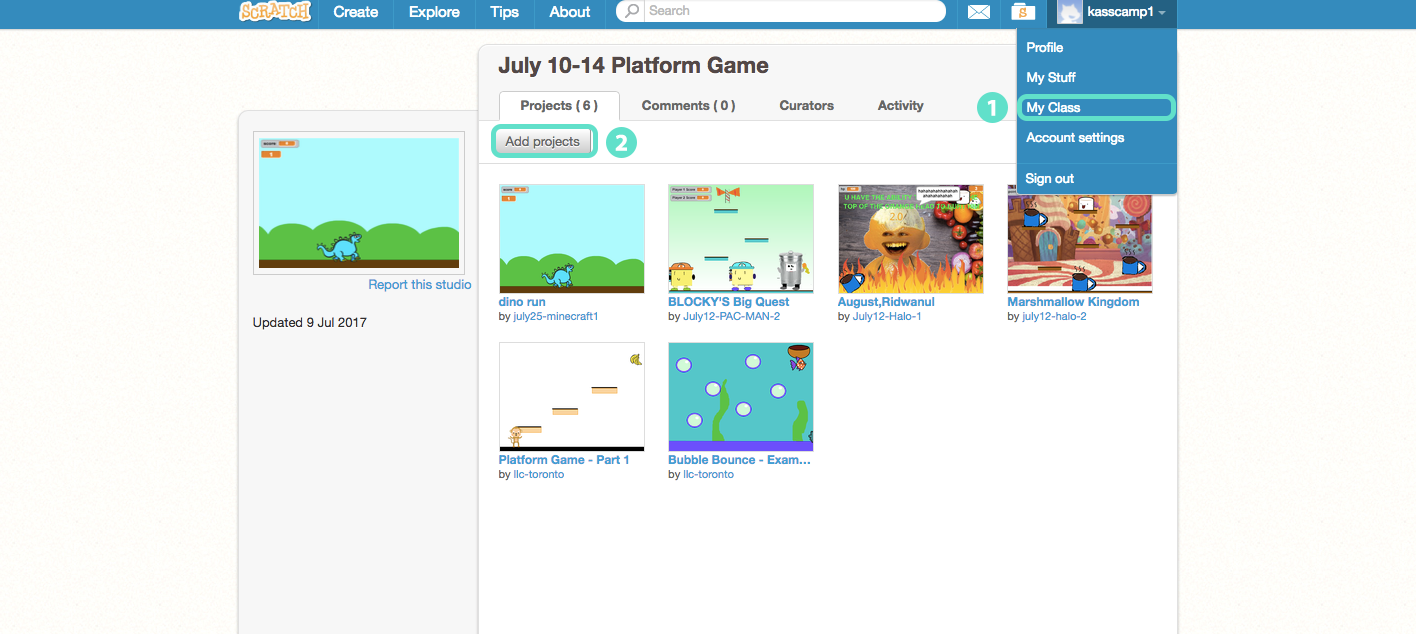 SCRATCH Create Explore Tips About Search kasscamp1
Profile
My Stuff
My Class
Account settings
Sign out
1
July 10-14 Platform Game
Projects ( 6 ) Comments ( 0 ) Curators Activity
Add projects 2
Report this studio
Updated 9 Jul 2017
dino run
by july25-minecraft1
BLOCKY'S Big Quest
by July12-PAC-MAN-2
U HAVE THE ABILITY
August,Ridwanul
by July12-Halo-1
Marshmallow Kingdom
by july12-halo-2
Platform Game - Part 1
by llc-toronto
Bubble Bounce - Exam...
by llc-toronto